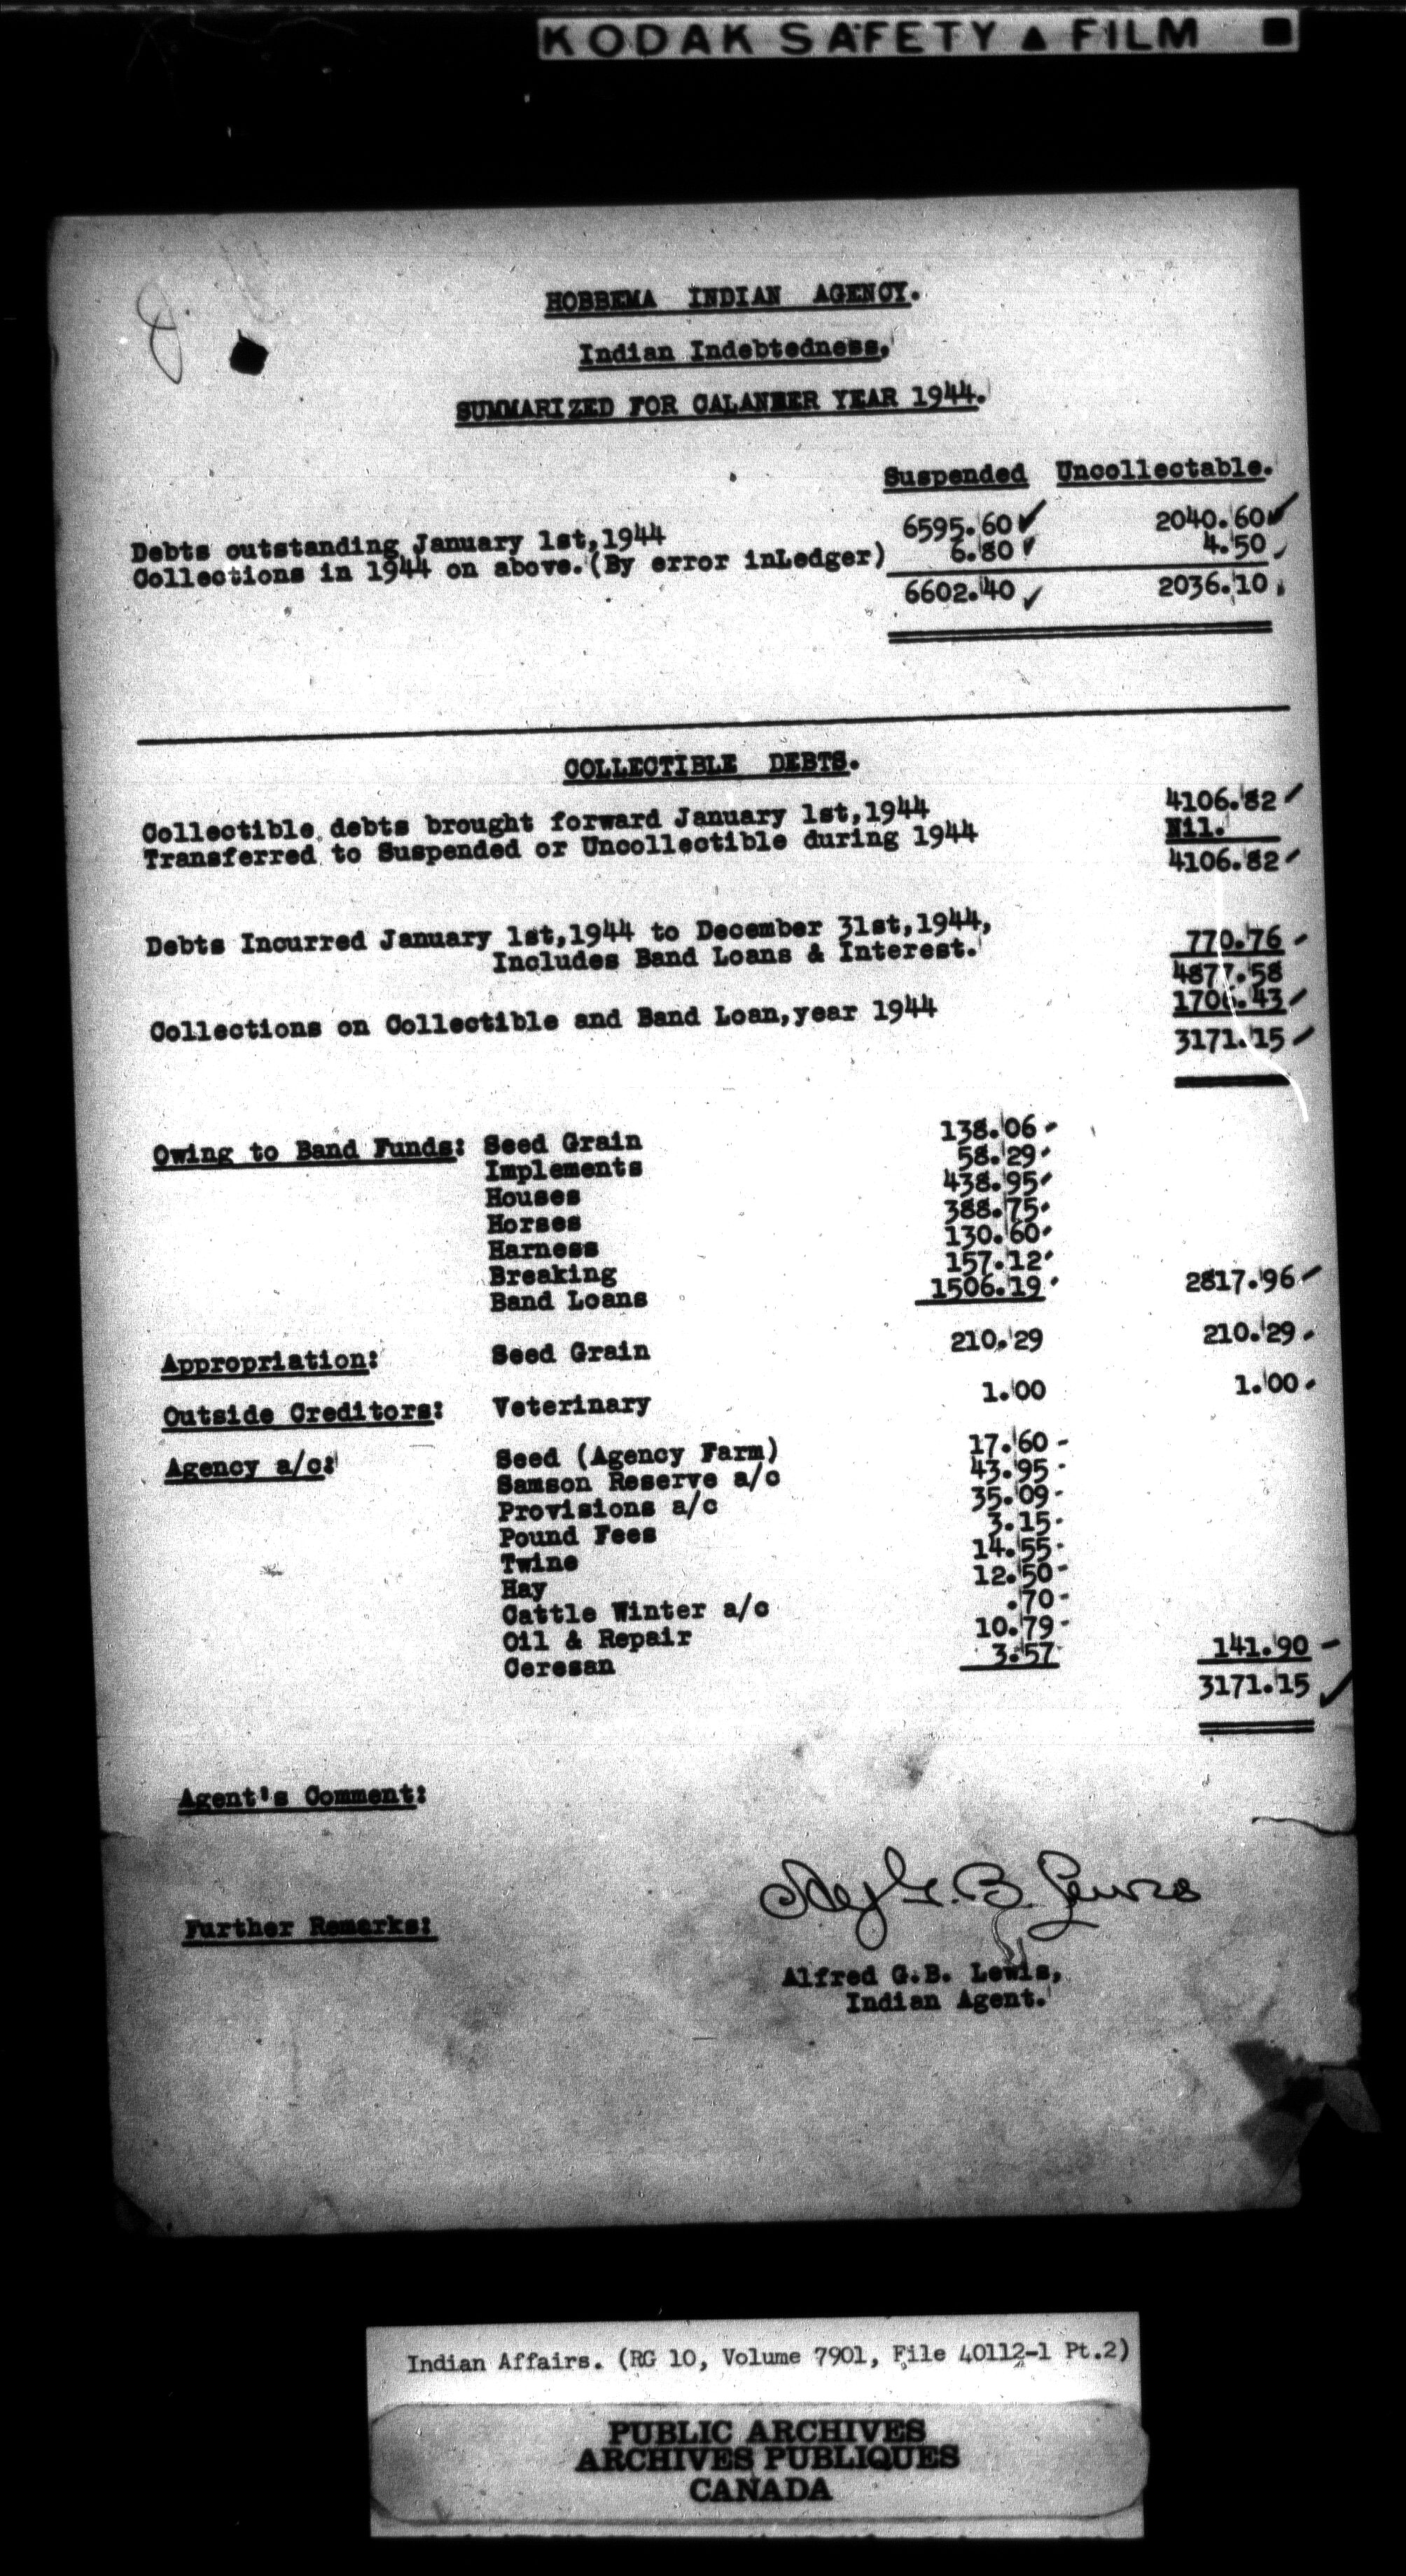 KODAK SAFETY ▲ FILM ■
HOBBEMA INDIAN AGENCY.
Indian Indebtedness.
SUMMARIZED FOR CALANEER YEAR 1944.
Suspended Uncollectable.
Debts outstanding January 1st,1944 6595.60 ✓ 2040.60 ✓
Collections in 1944 on above.(By error inLedger) 6.80 ✓ 4.50 ✓
6602.40 ✓ 2036.10
COLLECTIBLE DEBTS.
Collectible debts brought forward January 1st,1944 4106.82
Transferred to Suspended or Uncollectible during 1944 Nil.
4106.82
Debts Incurred January 1st,1944 to December 31st,1944,
Includes Band Loans & Interest. 770.76
4877.58
Collections on Collectible and Band Loan,year 1944 1706.43
3171.15
Owing to Band Funds: Seed Grain 138.06
Implements 58.29
Houses 438.95
Horses 388.75
Harness 130.60
Breaking 157.12
Band Loans 1506.19 2817.96
Appropriation: Seed Grain 210.29 210.29
Outside Creditors: Veterinary 1.00 1.00
Agency a/c: Seed (Agency Farm) 17.60
Samson Reserve a/c 43.95
Provisions a/c 35.09
Pound Fees 3.15
Twine 14.55
Hay 12.50
Cattle Winter a/c .70
Oil & Repair 10.79
Ceresan 3.57 141.90
3171.15 ✓
Agent's Comment:
Further Remarks:
Alfred G.B. Lewis,
Indian Agent.
Indian Affairs. (RG 10, Volume 7901, File 40112-1 Pt.2)
PUBLIC ARCHIVES
ARCHIVES PUBLIQUES
CANADA